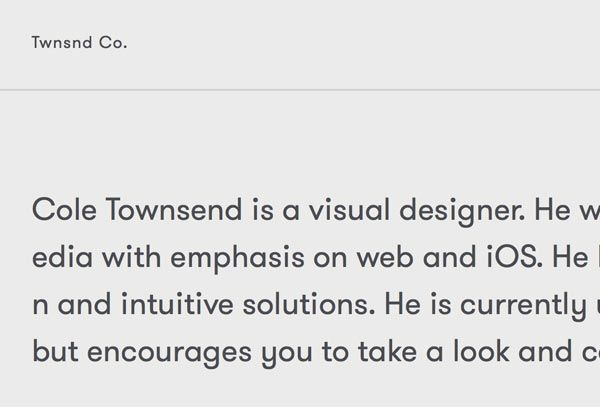 Twnsnd Co.
Cole Townsend is a visual designer. He w
edia with emphasis on web and iOS. He
n and intuitive solutions. He is currently u
but encourages you to take a look and c